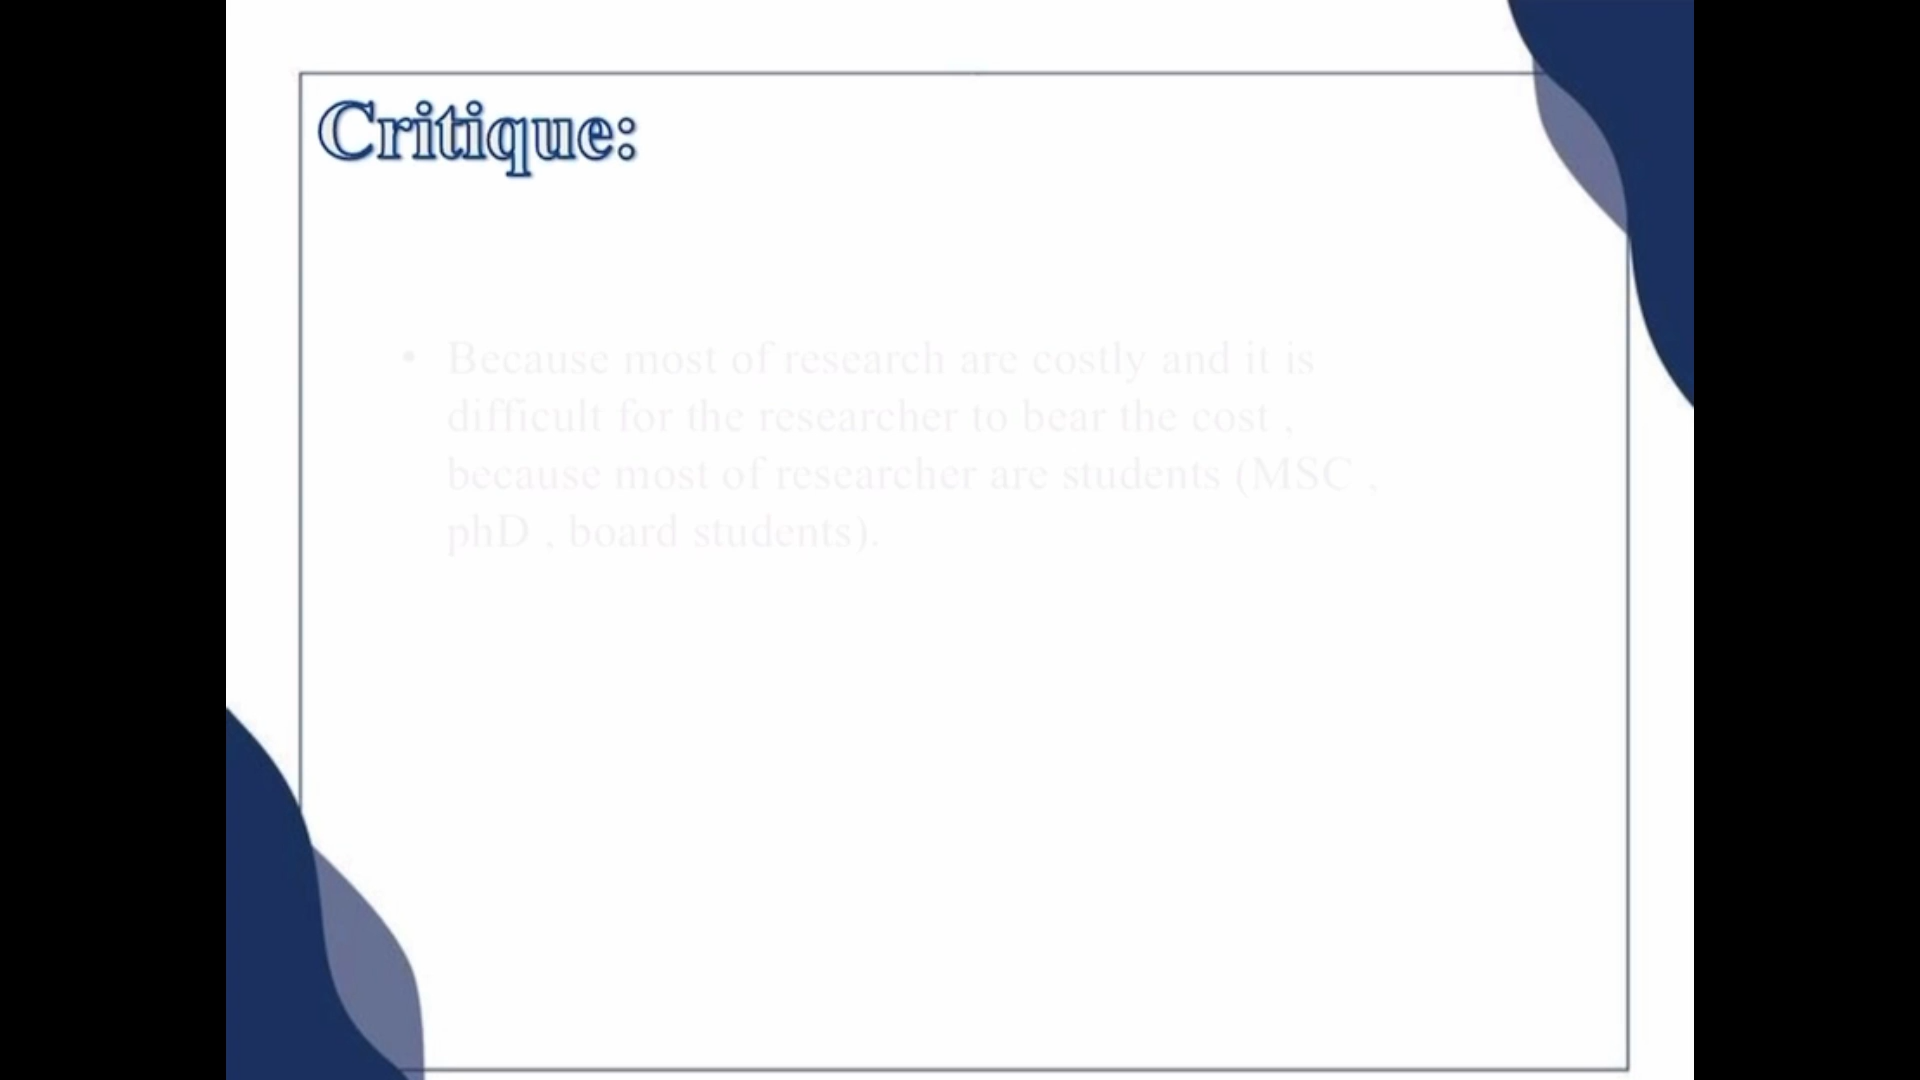 Critique:
• Because most of research are costly and it is
difficult for the researcher to bear the cost ,
because most of researcher are students (MSC ,
phD , board students).